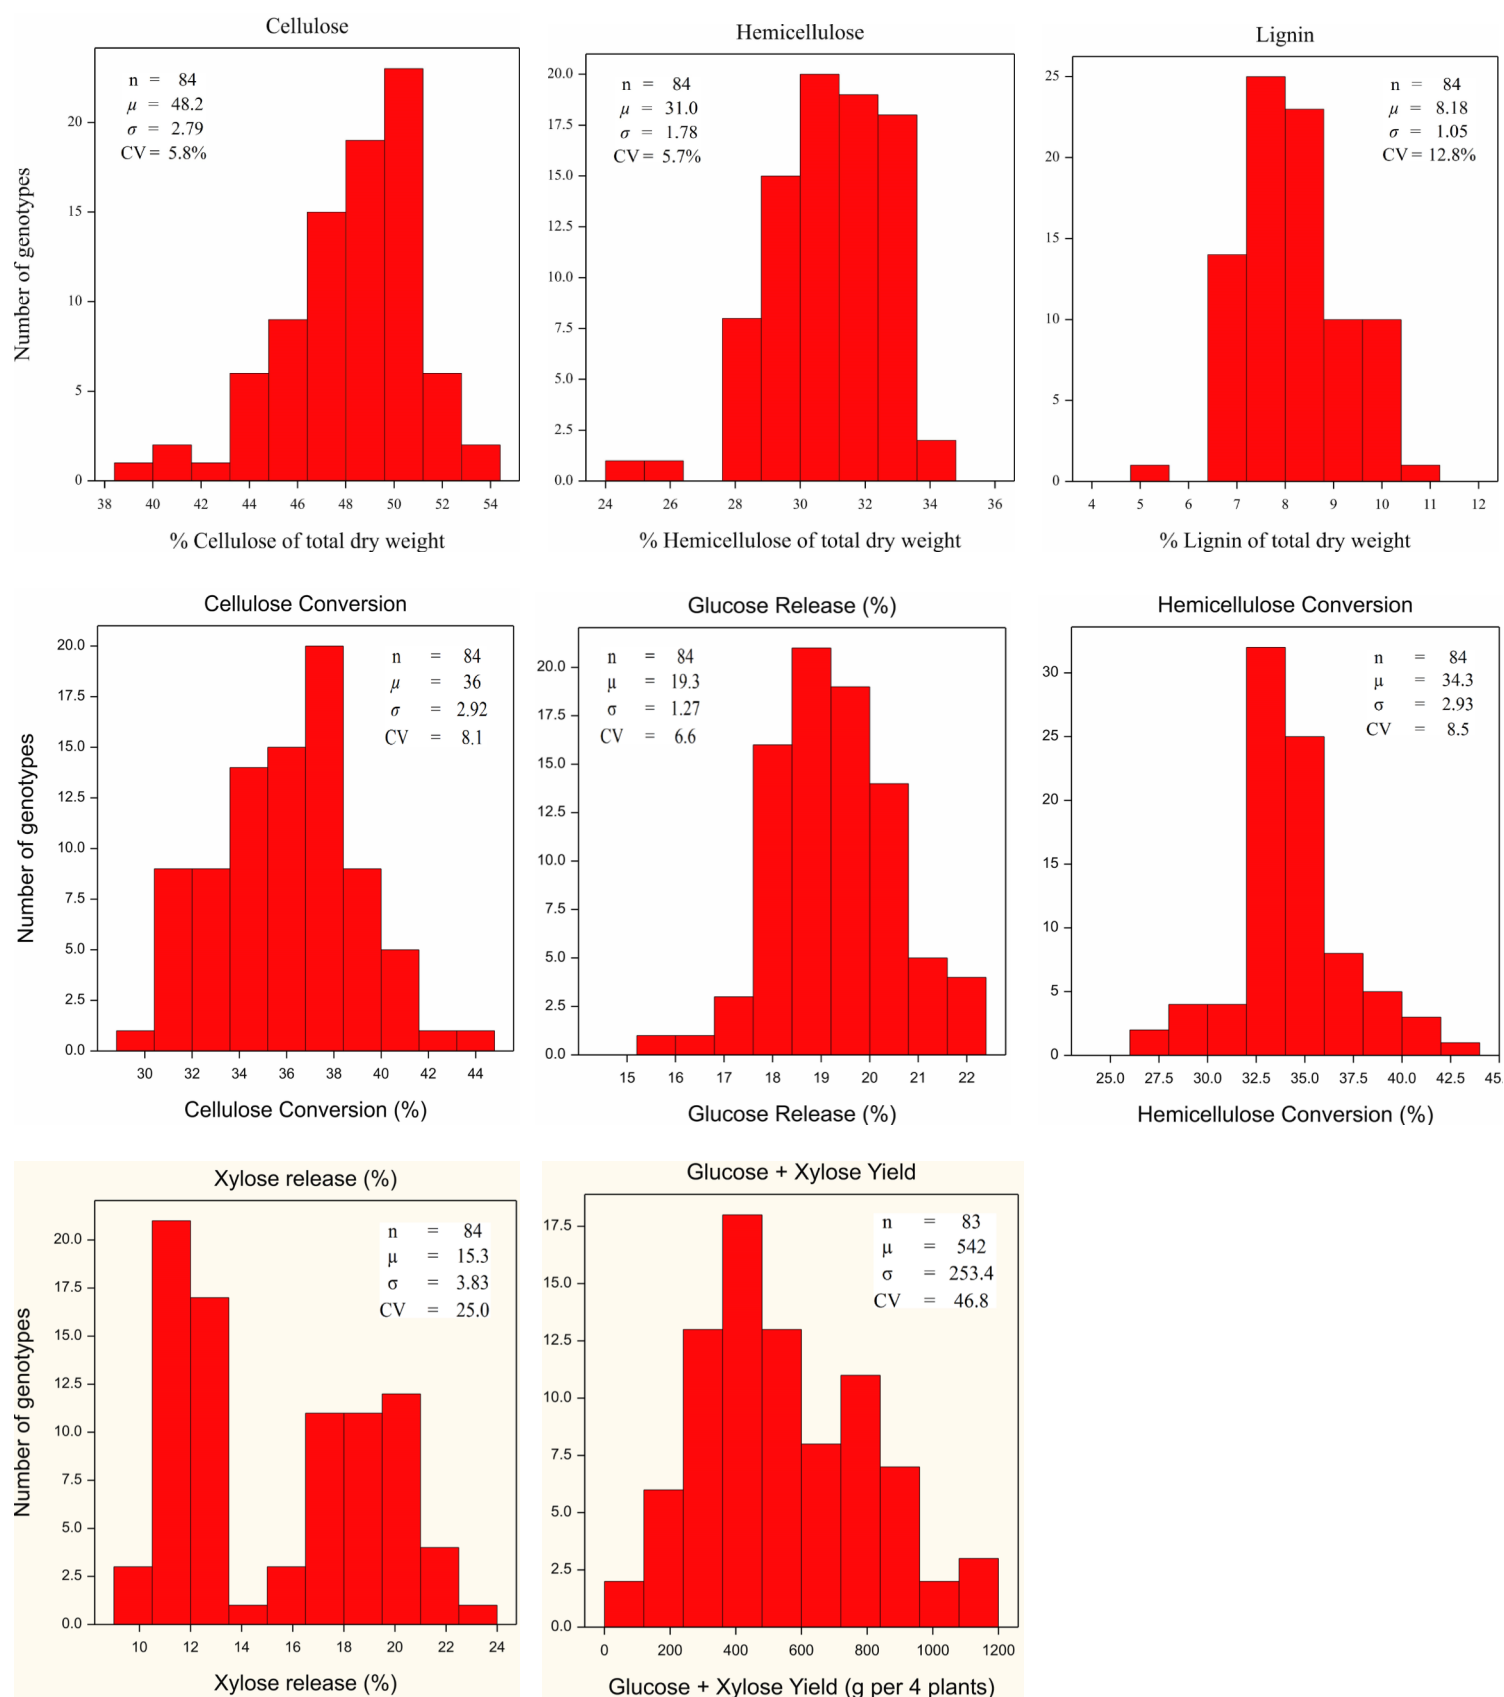 Cellulose
n = 84
μ = 48.2
σ = 2.79
CV = 5.8%
Number of genotypes
20
15
10
5
0
38 40 42 44 46 48 50 52 54
% Cellulose of total dry weight
Hemicellulose
n = 84
μ = 31.0
σ = 1.78
CV = 5.7%
20.0
17.5
15.0
12.5
10.0
7.5
5.0
2.5
0.0
24 26 28 30 32 34 36
% Hemicellulose of total dry weight
Lignin
n = 84
μ = 8.18
σ = 1.05
CV = 12.8%
25
20
15
10
5
0
4 5 6 7 8 9 10 11 12
% Lignin of total dry weight
Cellulose Conversion
n = 84
μ = 36
σ = 2.92
CV = 8.1
Number of genotypes
20.0
17.5
15.0
12.5
10.0
7.5
5.0
2.5
0.0
30 32 34 36 38 40 42 44
Cellulose Conversion (%)
Glucose Release (%)
n = 84
μ = 19.3
σ = 1.27
CV = 6.6
20.0
17.5
15.0
12.5
10.0
7.5
5.0
2.5
0.0
15 16 17 18 19 20 21 22
Glucose Release (%)
Hemicellulose Conversion
n = 84
μ = 34.3
σ = 2.93
CV = 8.5
30
25
20
15
10
5
0
25.0 27.5 30.0 32.5 35.0 37.5 40.0 42.5 45.
Hemicellulose Conversion (%)
Xylose release (%)
n = 84
μ = 15.3
σ = 3.83
CV = 25.0
Number of genotypes
20.0
17.5
15.0
12.5
10.0
7.5
5.0
2.5
0.0
10 12 14 16 18 20 22 24
Xylose release (%)
Glucose + Xylose Yield
n = 83
μ = 542
σ = 253.4
CV = 46.8
17.5
15.0
12.5
10.0
7.5
5.0
2.5
0.0
0 200 400 600 800 1000 1200
Glucose + Xylose Yield (g per 4 plants)